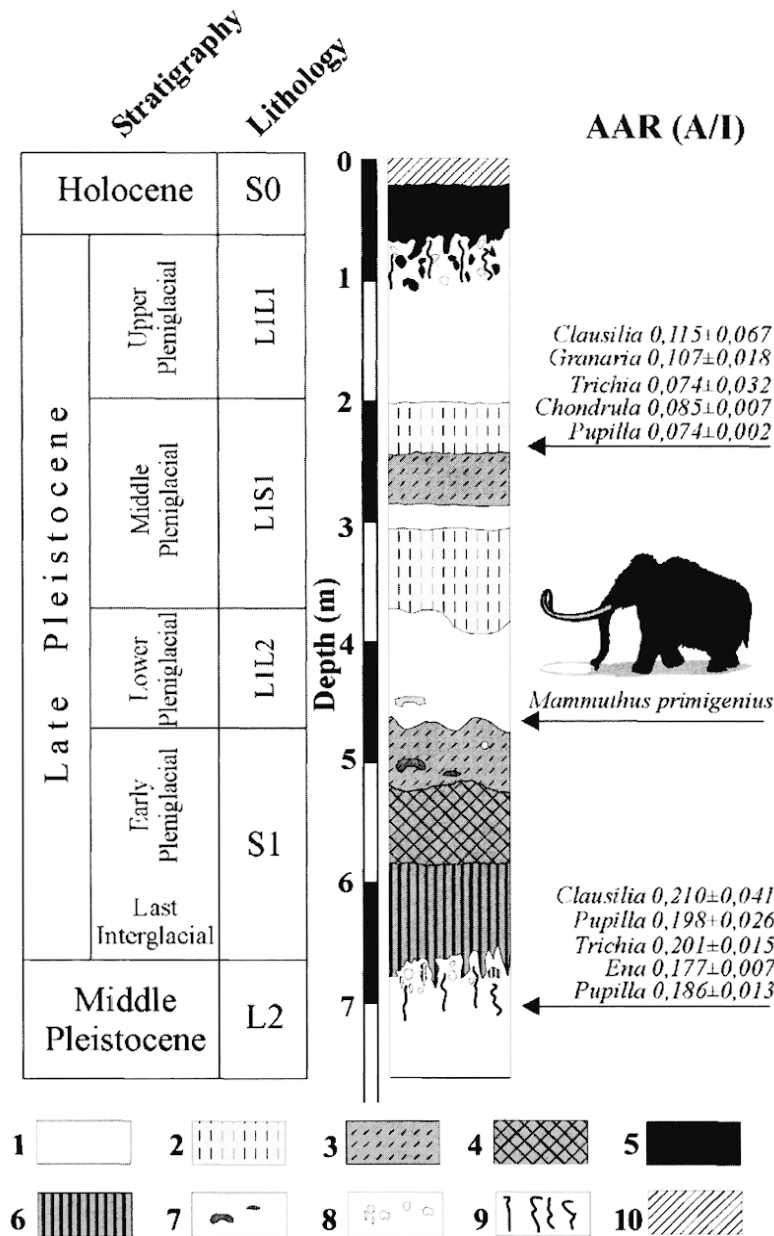 Stratigraphy
Lithology
AAR (A/I)
Holocene
S0
Late Pleistocene
Upper
Pleniglacial
L1L1
Middle
Pleniglacial
L1S1
Lower
Pleniglacial
L1L2
Early
Pleniglacial
S1
Last
Interglacial
Middle
Pleistocene
L2
Depth (m)
0
1
2
3
4
5
6
7
Clausilia 0,115±0,067
Granaria 0,107±0,018
Trichia 0,074±0,032
Chondrula 0,085±0,007
Pupilla 0,074±0,002
Mammuthus primigenius
Clausilia 0,210±0,041
Pupilla 0,198±0,026
Trichia 0,201±0,015
Ena 0,177±0,007
Pupilla 0,186±0,013
1
2
3
4
5
6
7
8
9
10